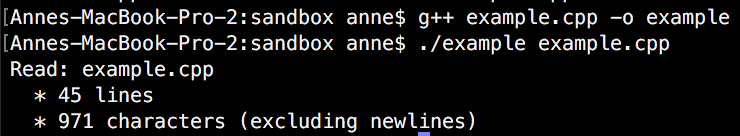 [Annes-MacBook-Pro-2:sandbox anne$ g++ example.cpp -o example
[Annes-MacBook-Pro-2:sandbox anne$ ./example example.cpp
Read: example.cpp
  * 45 lines
  * 971 characters (excluding newlines)